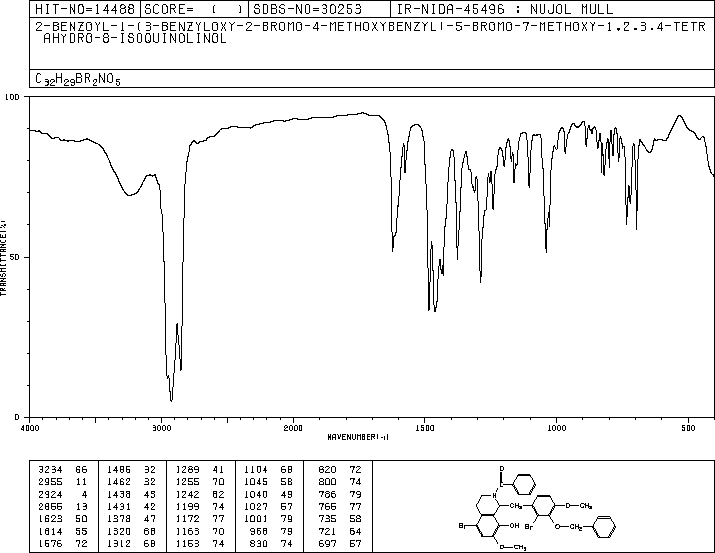 HIT-NO=14488 SCORE= ( ) SDBS-NO=30253 IR-NIDA-45496 : NUJOL MULL
2-BENZOYL-1-(3-BENZYLOXY-2-BROMO-4-METHOXYBENZYL)-5-BROMO-7-METHOXY-1,2,3,4-TETR
AHYDRO-8-ISOQUINOLINOL
C32H29BR2NO5
100
TRANSMITTANCE(%)
50
0
4000 3000 2000 1500 1000 500
WAVENUMBER(-1)
3234 66 1486 32 1289 41 1104 68 820 72
2955 11 1462 32 1255 70 1045 58 800 74
2924 4 1438 45 1242 62 1040 49 786 79
2855 13 1431 42 1199 74 1027 57 766 77
1623 50 1378 47 1172 77 1001 79 735 58
1614 55 1320 68 1163 70 968 79 721 64
1576 72 1312 68 1153 74 830 74 697 57
O
C
N
CH2
O-CH3
Br
Br
O-CH2
OH
O-CH3